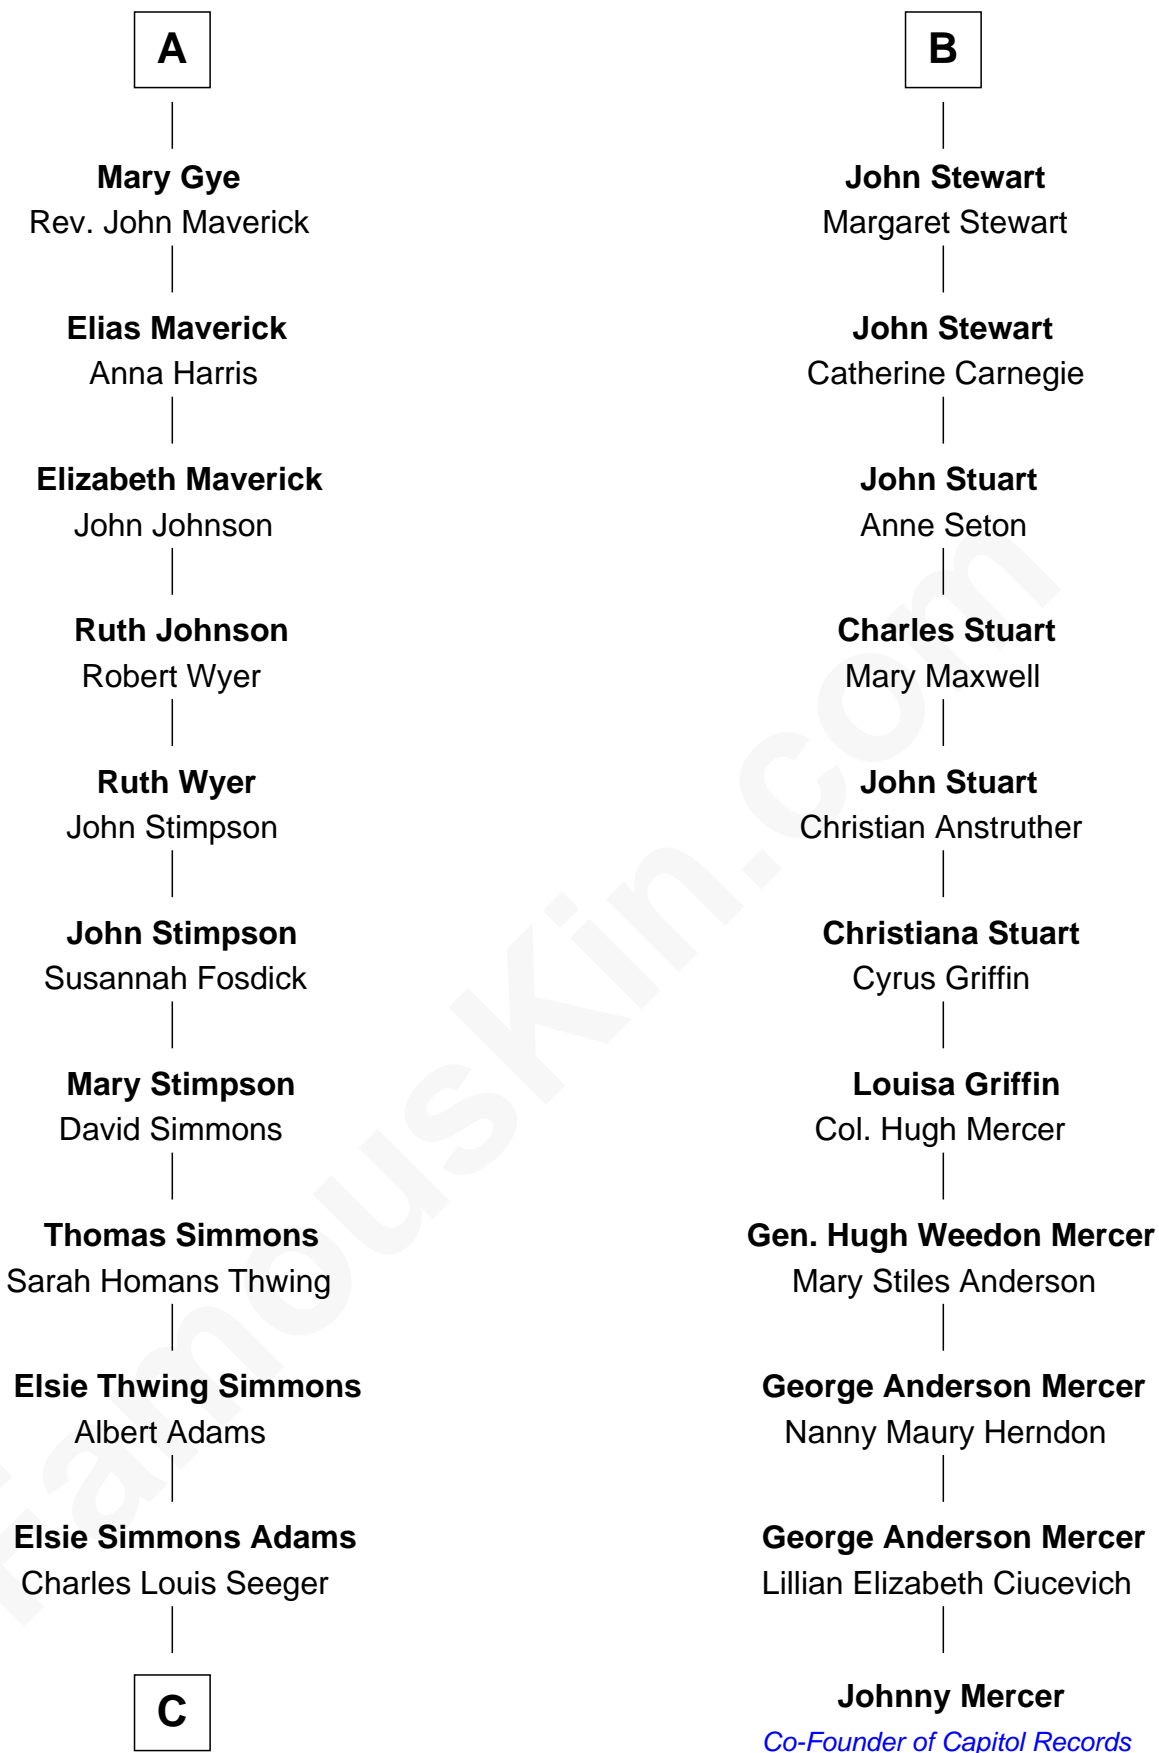 A
Mary Gye
Rev. John Maverick
Elias Maverick
Anna Harris
Elizabeth Maverick
John Johnson
Ruth Johnson
Robert Wyer
Ruth Wyer
John Stimpson
John Stimpson
Susannah Fosdick
Mary Stimpson
David Simmons
Thomas Simmons
Sarah Homans Thwing
Elsie Thwing Simmons
Albert Adams
Elsie Simmons Adams
Charles Louis Seeger
C
B
John Stewart
Margaret Stewart
John Stewart
Catherine Carnegie
John Stuart
Anne Seton
Charles Stuart
Mary Maxwell
John Stuart
Christian Anstruther
Christiana Stuart
Cyrus Griffin
Louisa Griffin
Col. Hugh Mercer
Gen. Hugh Weedon Mercer
Mary Stiles Anderson
George Anderson Mercer
Nanny Maury Herndon
George Anderson Mercer
Lillian Elizabeth Ciucevich
Johnny Mercer
Co-Founder of Capitol Records
FamousKin.com